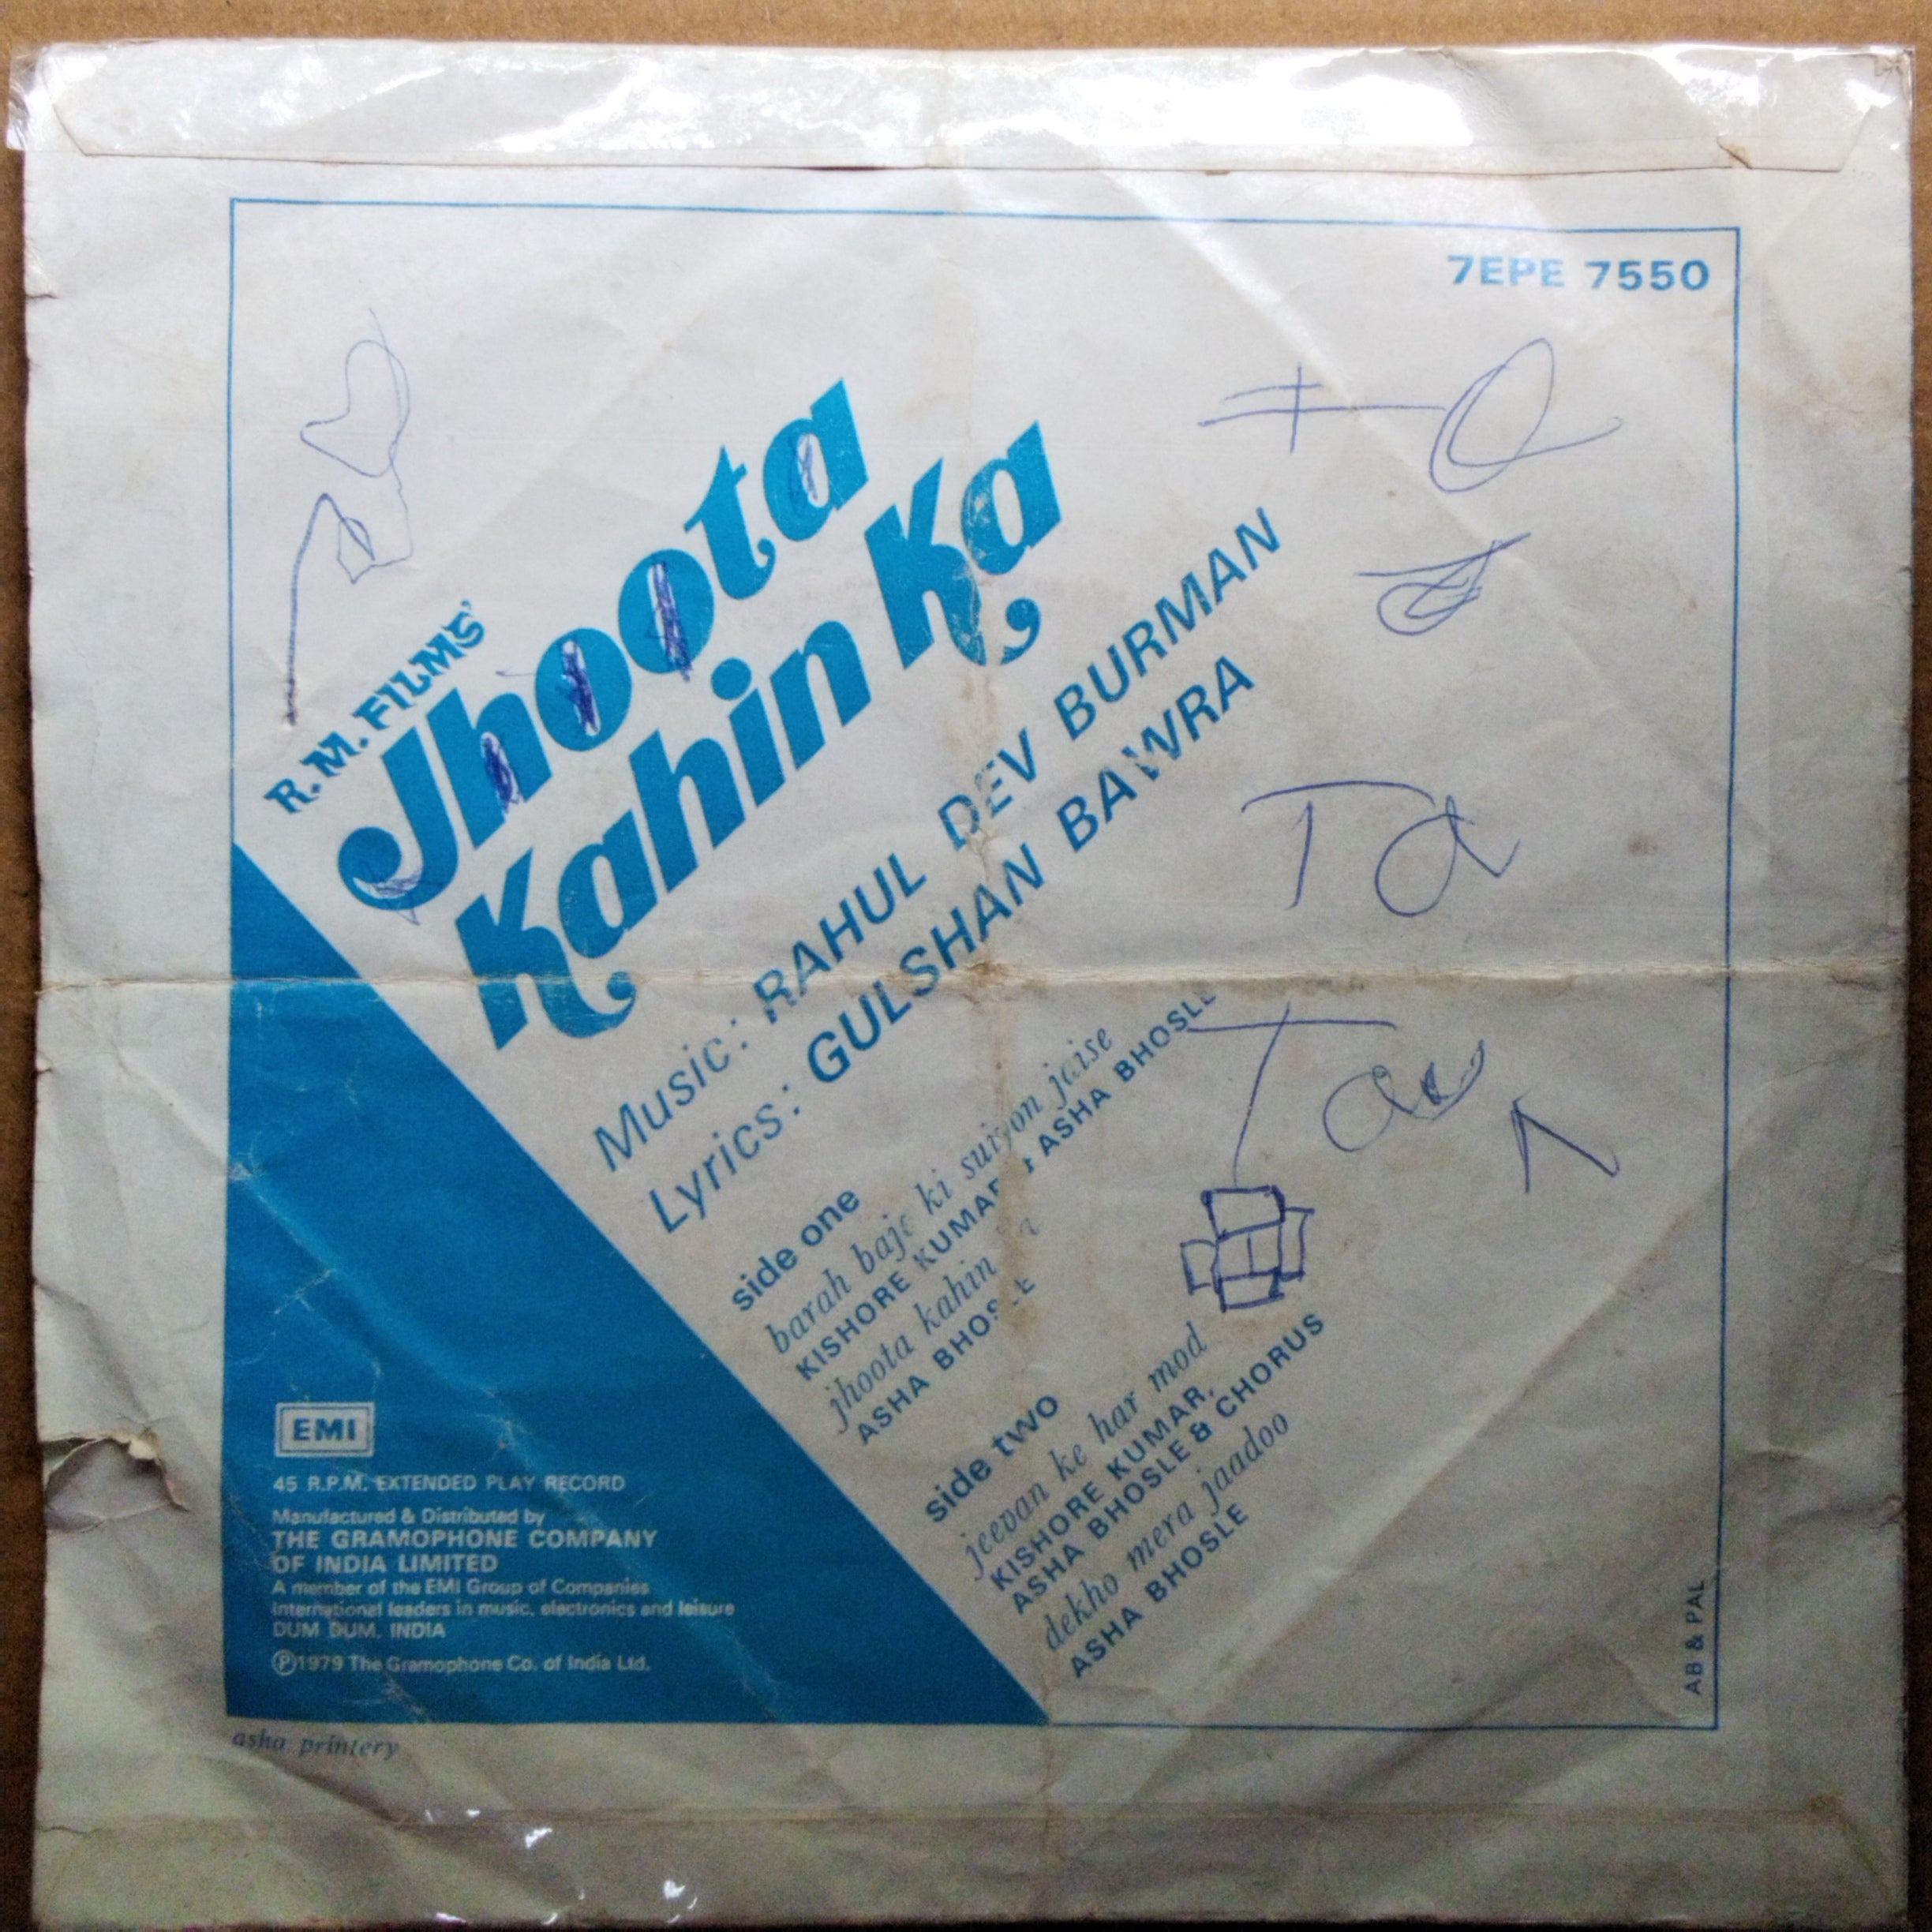 7EPE 7550
R.M. FILMS'
Jhoota
Kahin Ka
Music: RAHUL DEV BURMAN
Lyrics: GULSHAN BAWRA
side one
barah baje ki suiyon jaise
KISHORE KUMAR & ASHA BHOSLE
jhoota kahin ka
ASHA BHOSLE
side two
jeevan ke har mod
KISHORE KUMAR,
ASHA BHOSLE & CHORUS
dekho mera jaadoo
ASHA BHOSLE
Ta
EMI
45 R.P.M. EXTENDED PLAY RECORD
Manufactured & Distributed by
THE GRAMOPHONE COMPANY
OF INDIA LIMITED
A member of the EMI Group of Companies
International leaders in music, electronics and leisure
DUM DUM, INDIA
Ⓟ1979 The Gramophone Co. of India Ltd.
AB & PAL
asha printery